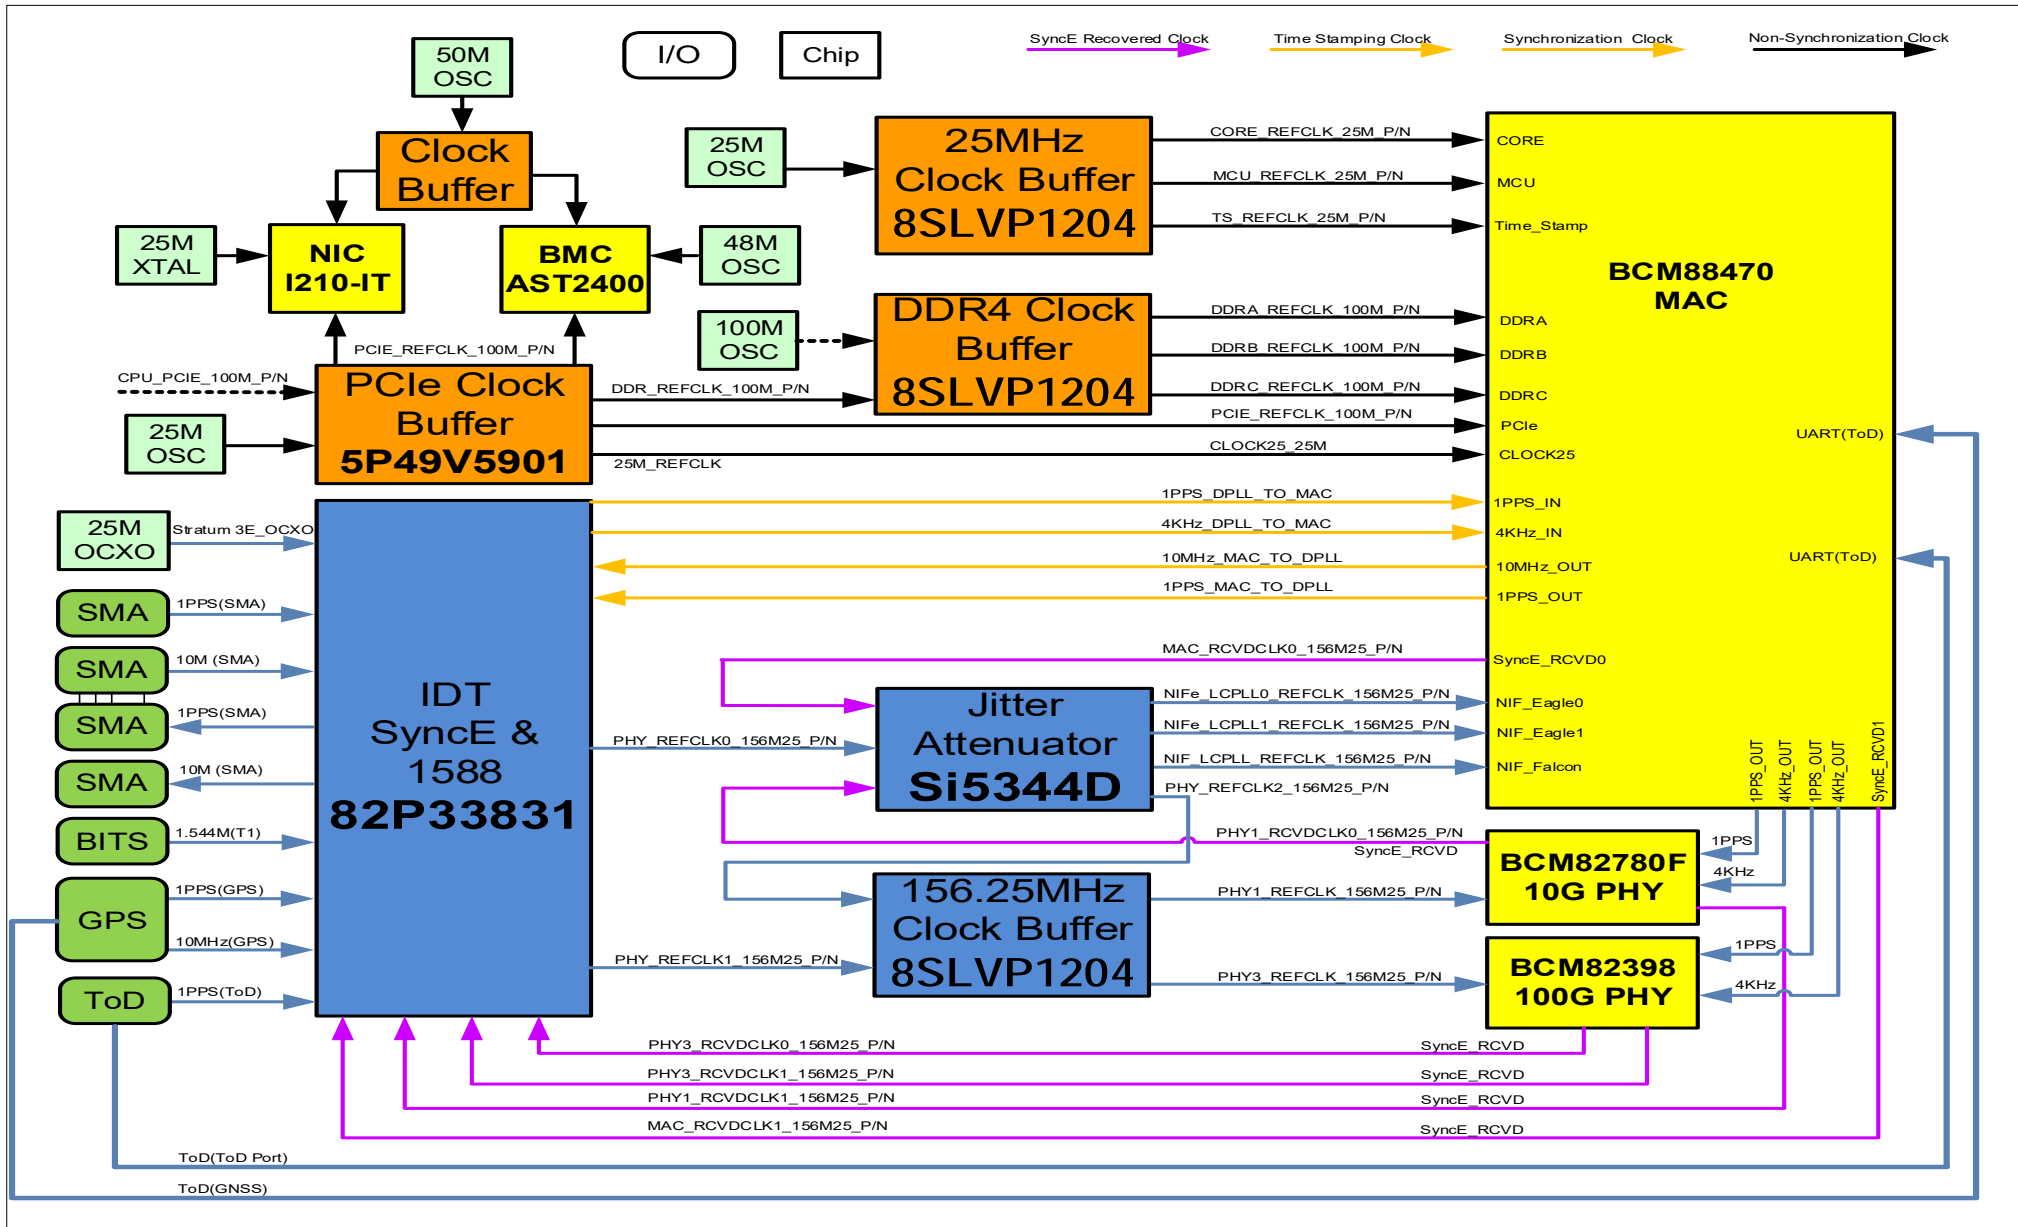 50M
OSC
I/O
Chip
SyncE Recovered Clock
Time Stamping Clock
Synchronization Clock
Non-Synchronization Clock
Clock
Buffer
25M
XTAL
NIC
I210-IT
BMC
AST2400
48M
OSC
25M
OSC
25MHz
Clock Buffer
8SLVP1204
CORE_REFCLK_25M_P/N
MCU_REFCLK_25M_P/N
TS_REFCLK_25M_P/N
CORE
MCU
Time_Stamp
BCM88470
MAC
100M
OSC
DDR4 Clock
Buffer
8SLVP1204
DDRA_REFCLK_100M_P/N
DDRB_REFCLK_100M_P/N
DDRC_REFCLK_100M_P/N
DDRA
DDRB
DDRC
PCIE_REFCLK_100M_P/N
CPU_PCIE_100M_P/N
25M
OSC
PCIe Clock
Buffer
5P49V5901
DDR_REFCLK_100M_P/N
PCIE_REFCLK_100M_P/N
PCIe
CLOCK25_25M
25M_REFCLK
CLOCK25
UART(ToD)
UART(ToD)
25M
OCXO
Stratum 3E_OCXO
SMA
1PPS(SMA)
SMA
10M (SMA)
SMA
1PPS(SMA)
SMA
10M (SMA)
BITS
1.544M(T1)
GPS
1PPS(GPS)
10MHz(GPS)
ToD
1PPS(ToD)
IDT
SyncE &
1588
82P33831
1PPS_DPLL_TO_MAC
1PPS_IN
4KHz_DPLL_TO_MAC
4KHz_IN
10MHz_MAC_TO_DPLL
10MHz_OUT
1PPS_MAC_TO_DPLL
1PPS_OUT
MAC_RCVDCLK0_156M25_P/N
SyncE_RCVD0
PHY_REFCLK0_156M25_P/N
Jitter
Attenuator
Si5344D
NIFe_LCPLL0_REFCLK_156M25_P/N
NIF_Eagle0
NIFe_LCPLL1_REFCLK_156M25_P/N
NIF_Eagle1
NIF_LCPLL_REFCLK_156M25_P/N
NIF_Falcon
PHY_REFCLK2_156M25_P/N
1PPS_OUT
4KHz_OUT
1PPS_OUT
4KHz_OUT
SyncE_RCVD1
PHY1_RCVDCLK0_156M25_P/N
SyncE_RCVD
BCM82780F
10G PHY
1PPS
4KHz
156.25MHz
Clock Buffer
8SLVP1204
PHY1_REFCLK_156M25_P/N
PHY_REFCLK1_156M25_P/N
PHY3_REFCLK_156M25_P/N
BCM82398
100G PHY
1PPS
4KHz
PHY3_RCVDCLK0_156M25_P/N
SyncE_RCVD
PHY3_RCVDCLK1_156M25_P/N
SyncE_RCVD
PHY1_RCVDCLK1_156M25_P/N
SyncE_RCVD
MAC_RCVDCLK1_156M25_P/N
SyncE_RCVD
ToD(ToD Port)
ToD(GNSS)